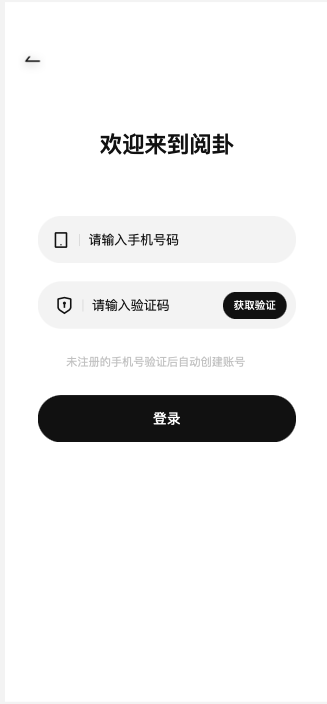 欢迎来到阅卦
请输入手机号码
请输入验证码
获取验证
未注册的手机号验证后自动创建账号
登录